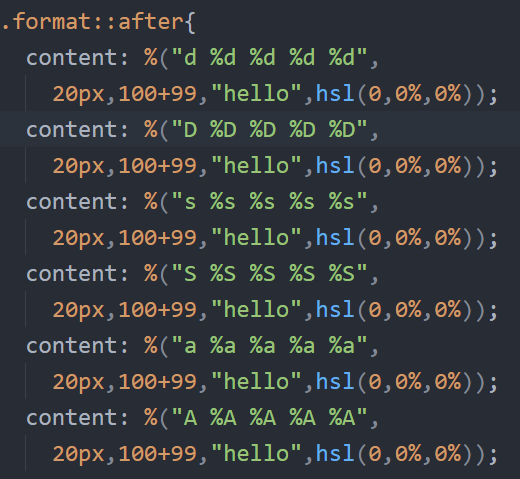 .format::after{
content: %("d %d %d %d %d",
20px,100+99,"hello",hsl(0,0%,0%));
content: %("D %D %D %D %D",
20px,100+99,"hello",hsl(0,0%,0%));
content: %("s %s %s %s %s",
20px,100+99,"hello",hsl(0,0%,0%));
content: %("S %S %S %S %S",
20px,100+99,"hello",hsl(0,0%,0%));
content: %("a %a %a %a %a",
20px,100+99,"hello",hsl(0,0%,0%));
content: %("A %A %A %A %A",
20px,100+99,"hello",hsl(0,0%,0%));